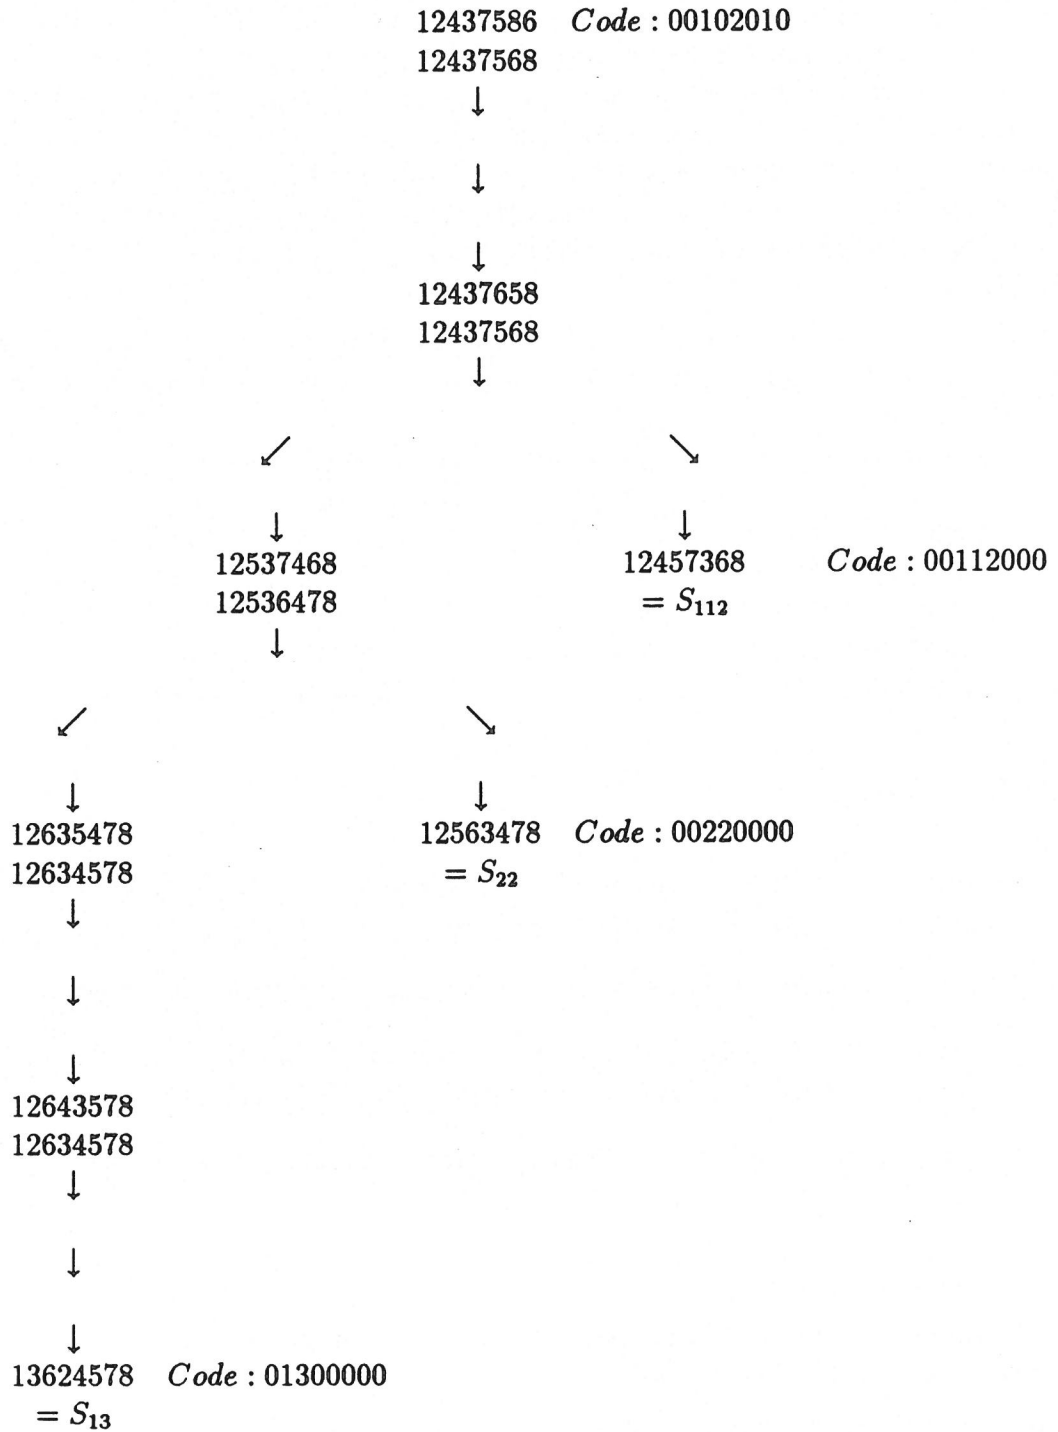 12437586 Code : 00102010
12437568
↓
↓
↓
12437658
12437568
↓
↙ ↘
↓ ↓
12537468 12457368 Code : 00112000
12536478 = S₁₁₂
↓
↙ ↘
↓ ↓
12635478 12563478 Code : 00220000
12634578 = S₂₂
↓
↓
↓
12643578
12634578
↓
↓
↓
13624578 Code : 01300000
= S₁₃